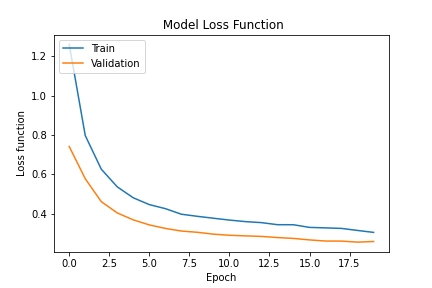 Model Loss Function
Train
Validation
Loss function
1.2
1.0
0.8
0.6
0.4
0.0 2.5 5.0 7.5 10.0 12.5 15.0 17.5
Epoch